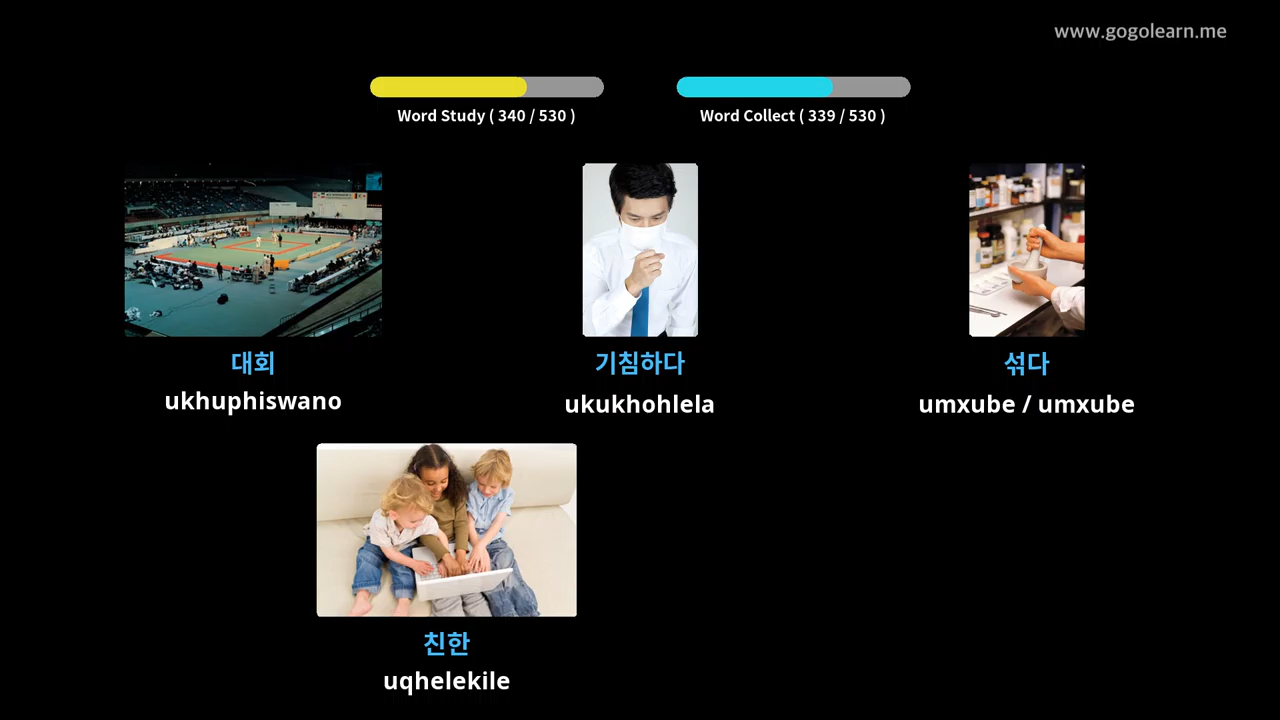 www.gogolearn.me
Word Study ( 340 / 530 )
Word Collect ( 339 / 530 )
대회
ukhuphiswano
기침하다
ukukhohlela
섞다
umxube / umxube
친한
uqhelekile